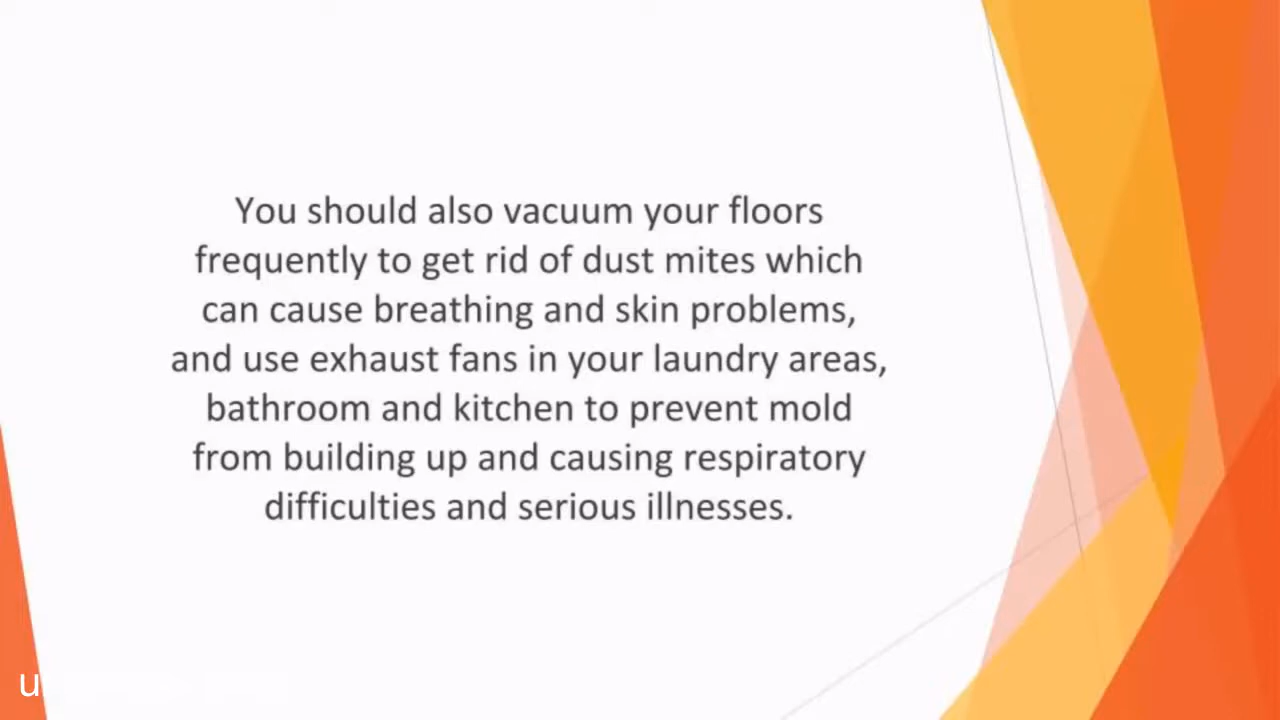 You should also vacuum your floors
frequently to get rid of dust mites which
can cause breathing and skin problems,
and use exhaust fans in your laundry areas,
bathroom and kitchen to prevent mold
from building up and causing respiratory
difficulties and serious illnesses.